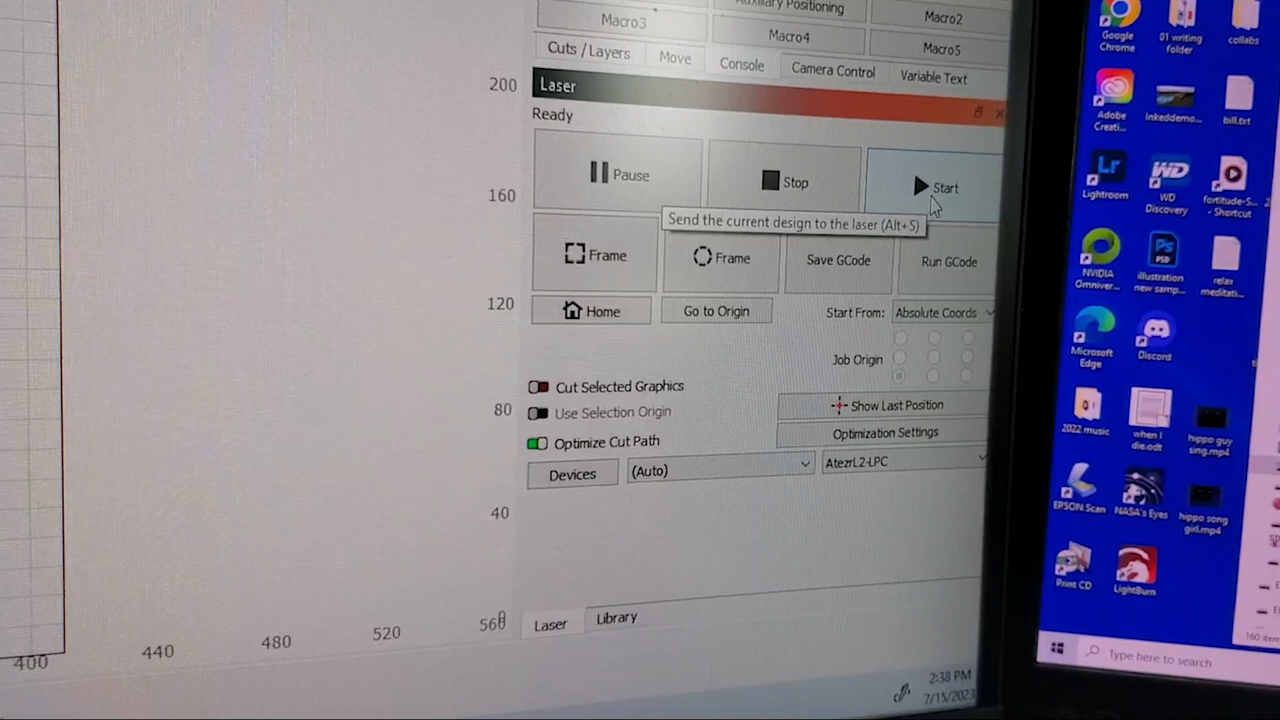 Auxiliary Positioning
Macro2
Macro3
Macro4
Macro5
Cuts / Layers
Move
Console
Camera Control
Variable Text
Laser
Ready
Pause
Stop
Start
Send the current design to the laser (Alt+S)
Frame
Frame
Save GCode
Run GCode
Home
Go to Origin
Start From:
Absolute Coords
Job Origin
Cut Selected Graphics
Use Selection Origin
Show Last Position
Optimize Cut Path
Optimization Settings
Devices
(Auto)
AtezrL2-LPC
Laser
Library
200
160
120
80
40
400
440
480
520
560
2:38 PM
7/15/2023
Google
Chrome
01 writing
folder
collabs
Adobe
Creati...
Inkeddemo...
bill.txt
Lightroom
WD
Discovery
fortitude-S...
- Shortcut
NVIDIA
Omniver...
illustration
new samp...
relax
meditati...
Microsoft
Edge
Discord
2022 music
when I
die.odt
hippo guy
sing.mp4
EPSON Scan
NASA's Eyes
hippo song
girl.mp4
Print CD
LightBurn
160 item
Type here to search